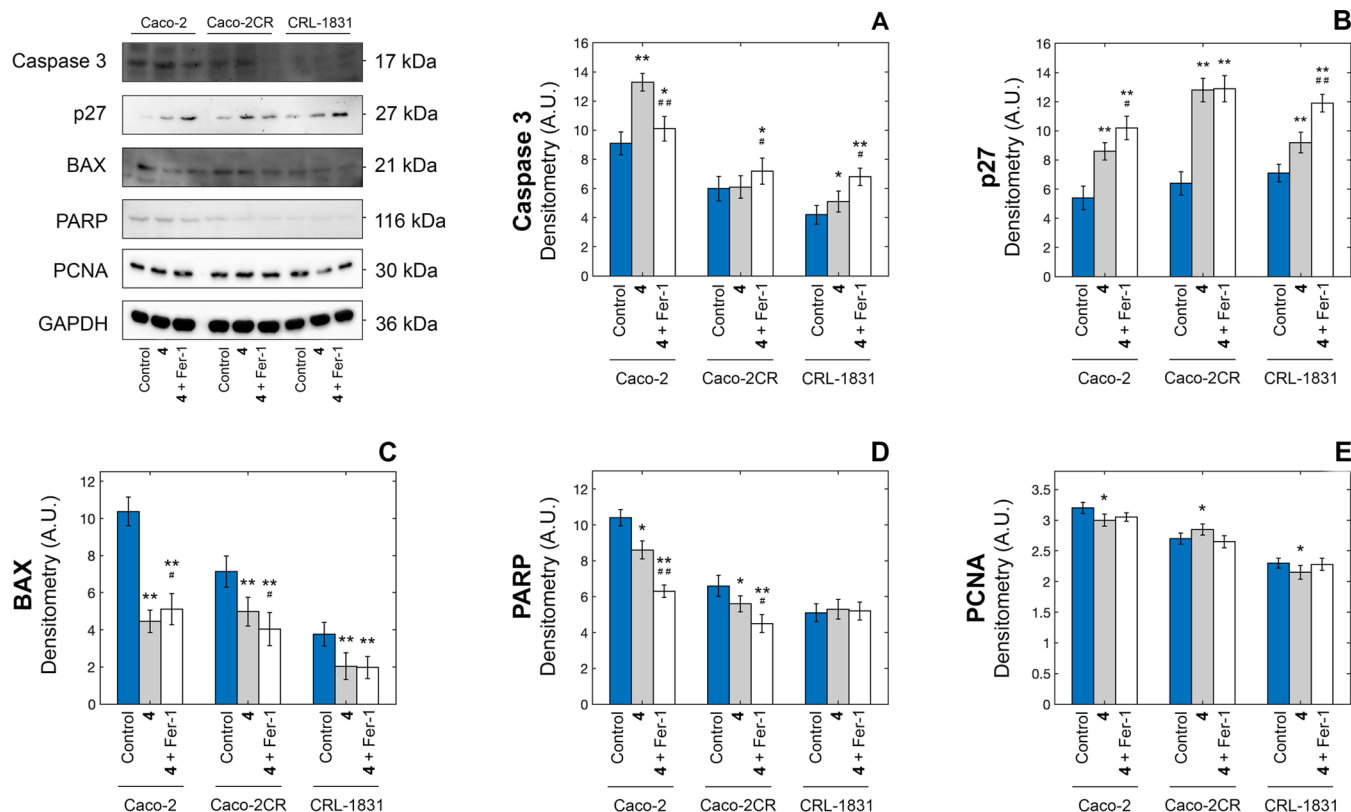 Caco-2 Caco-2CR CRL-1831
Caspase 3 17 kDa
p27 27 kDa
BAX 21 kDa
PARP 116 kDa
PCNA 30 kDa
GAPDH 36 kDa
Control 4 4 + Fer-1 Control 4 4 + Fer-1 Control 4 4 + Fer-1
A
Caspase 3
Densitometry (A.U.)
16
14
12
10
8
6
4
2
0
** * ## * # * ** #
Control 4 4 + Fer-1 Control 4 4 + Fer-1 Control 4 4 + Fer-1
Caco-2 Caco-2CR CRL-1831
B
p27
Densitometry (A.U.)
16
14
12
10
8
6
4
2
0
** ** # ** ** ** ** ##
Control 4 4 + Fer-1 Control 4 4 + Fer-1 Control 4 4 + Fer-1
Caco-2 Caco-2CR CRL-1831
C
BAX
Densitometry (A.U.)
12
10
8
6
4
2
0
** ** # ** ** # ** **
Control 4 4 + Fer-1 Control 4 4 + Fer-1 Control 4 4 + Fer-1
Caco-2 Caco-2CR CRL-1831
D
PARP
Densitometry (A.U.)
12
10
8
6
4
2
0
* ** ## * ** #
Control 4 4 + Fer-1 Control 4 4 + Fer-1 Control 4 4 + Fer-1
Caco-2 Caco-2CR CRL-1831
E
PCNA
Densitometry (A.U.)
3.5
3
2.5
2
1.5
1
0.5
0
* * *
Control 4 4 + Fer-1 Control 4 4 + Fer-1 Control 4 4 + Fer-1
Caco-2 Caco-2CR CRL-1831